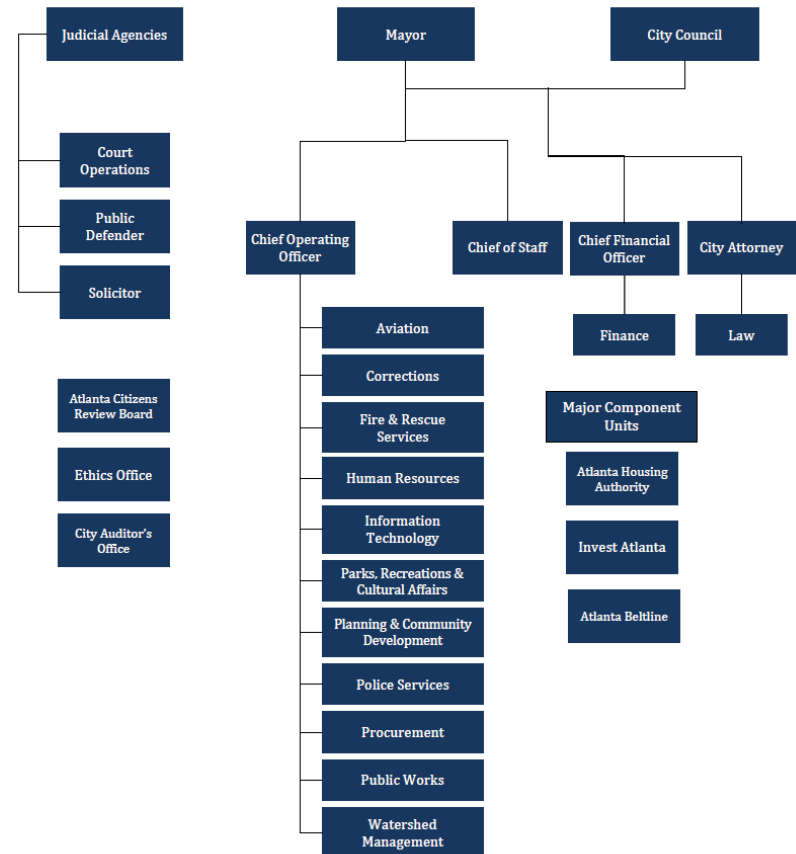 Judicial Agencies
Mayor
City Council
Court
Operations
Public
Defender
Solicitor
Chief Operating
Officer
Chief of Staff
Chief Financial
Officer
City Attorney
Finance
Law
Aviation
Corrections
Fire & Rescue
Services
Human Resources
Information
Technology
Parks, Recreations &
Cultural Affairs
Planning & Community
Development
Police Services
Procurement
Public Works
Watershed
Management
Atlanta Citizens
Review Board
Ethics Office
City Auditor's
Office
Major Component
Units
Atlanta Housing
Authority
Invest Atlanta
Atlanta Beltline